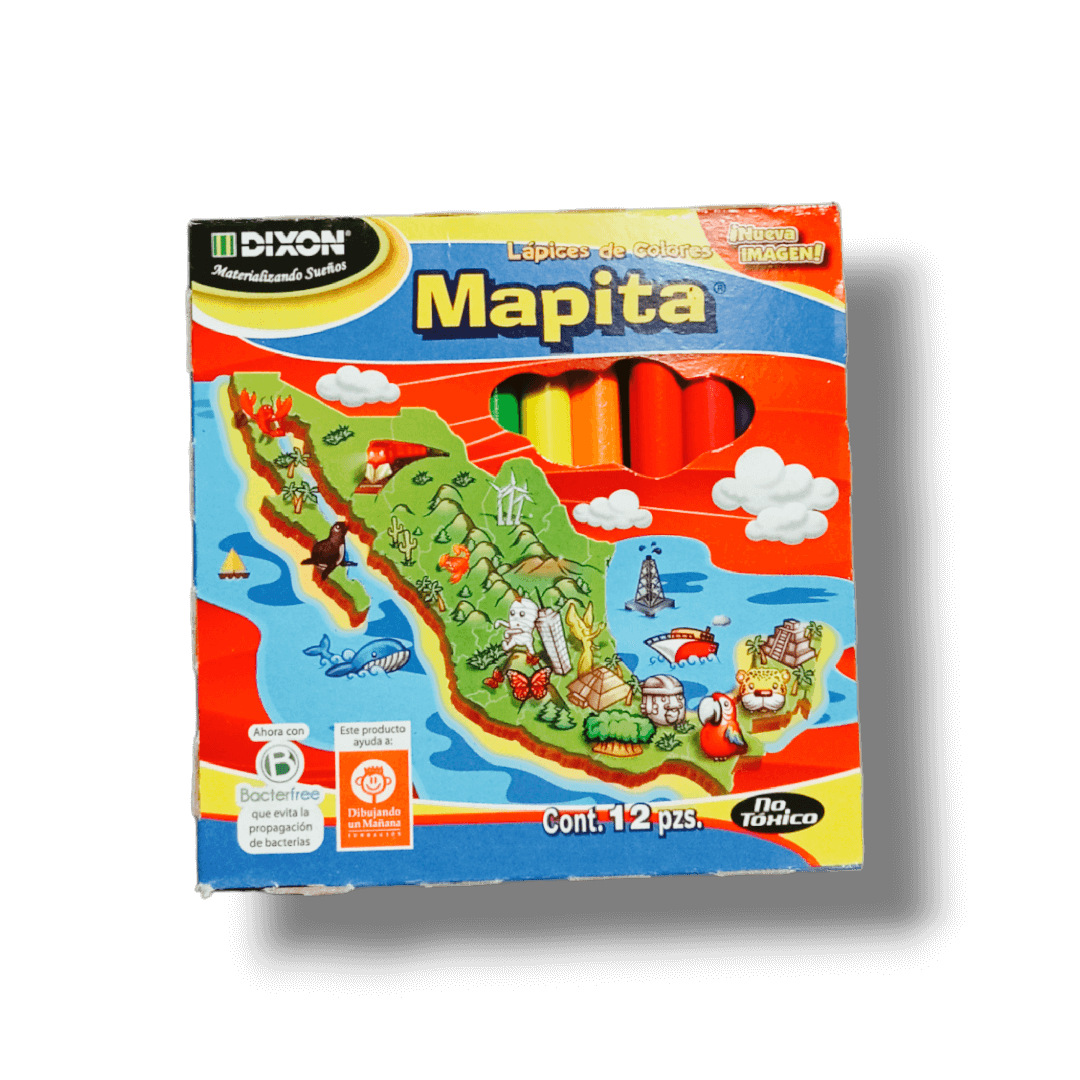 DIXON®
Materializando Sueños
Lápices de Colores
¡Nueva
IMAGEN!
Mapita®
Ahora con
B
Bacterfree
que evita la
propagación
de bacterias
Este producto
ayuda a:
Dibujando
un Mañana
FUNDACIÓN
Cont. 12 pzs.
No
Tóxico